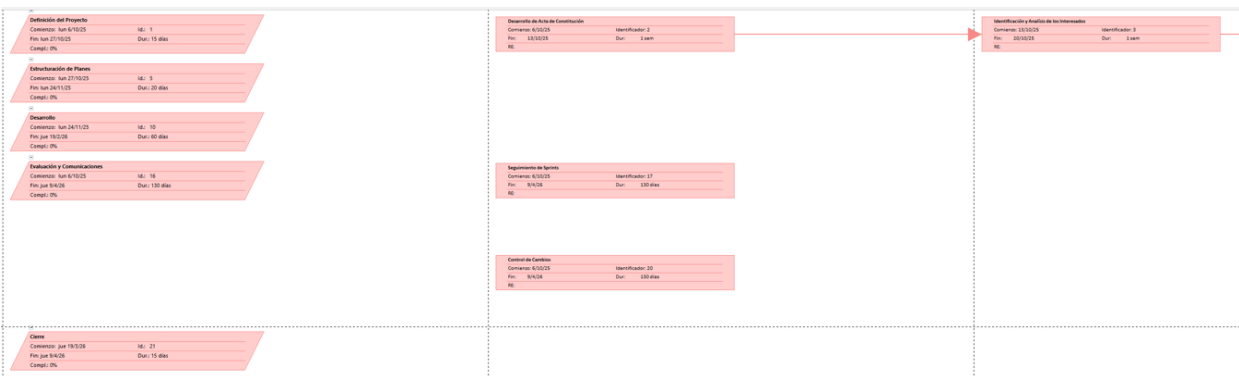 Definición del Proyecto
Comienzo: lun 6/10/25 Id.: 1
Fin: lun 27/10/25 Dur.: 15 días
Compl.: 0%
Desarrollo de Acta de Constitución
Comienzo: 6/10/25 Identificador: 2
Fin: 13/10/25 Dur: 1 sem
RE:
Identificación y Analisis de los Interesados
Comienzo: 13/10/25 Identificador: 3
Fin: 20/10/25 Dur: 1 sem
RE:
Estructuración de Planes
Comienzo: lun 27/10/25 Id.: 5
Fin: lun 24/11/25 Dur.: 20 días
Compl.: 0%
Desarrollo
Comienzo: lun 24/11/25 Id.: 10
Fin: jue 19/2/26 Dur.: 60 días
Compl.: 0%
Evaluación y Comunicaciones
Comienzo: lun 6/10/25 Id.: 16
Fin: jue 9/4/26 Dur.: 130 días
Compl.: 0%
Seguimiento de Sprints
Comienzo: 6/10/25 Identificador: 17
Fin: 9/4/26 Dur: 130 días
RE:
Control de Cambios
Comienzo: 6/10/25 Identificador: 20
Fin: 9/4/26 Dur: 130 días
RE:
Cierre
Comienzo: jue 19/3/26 Id.: 21
Fin: jue 9/4/26 Dur.: 15 días
Compl.: 0%